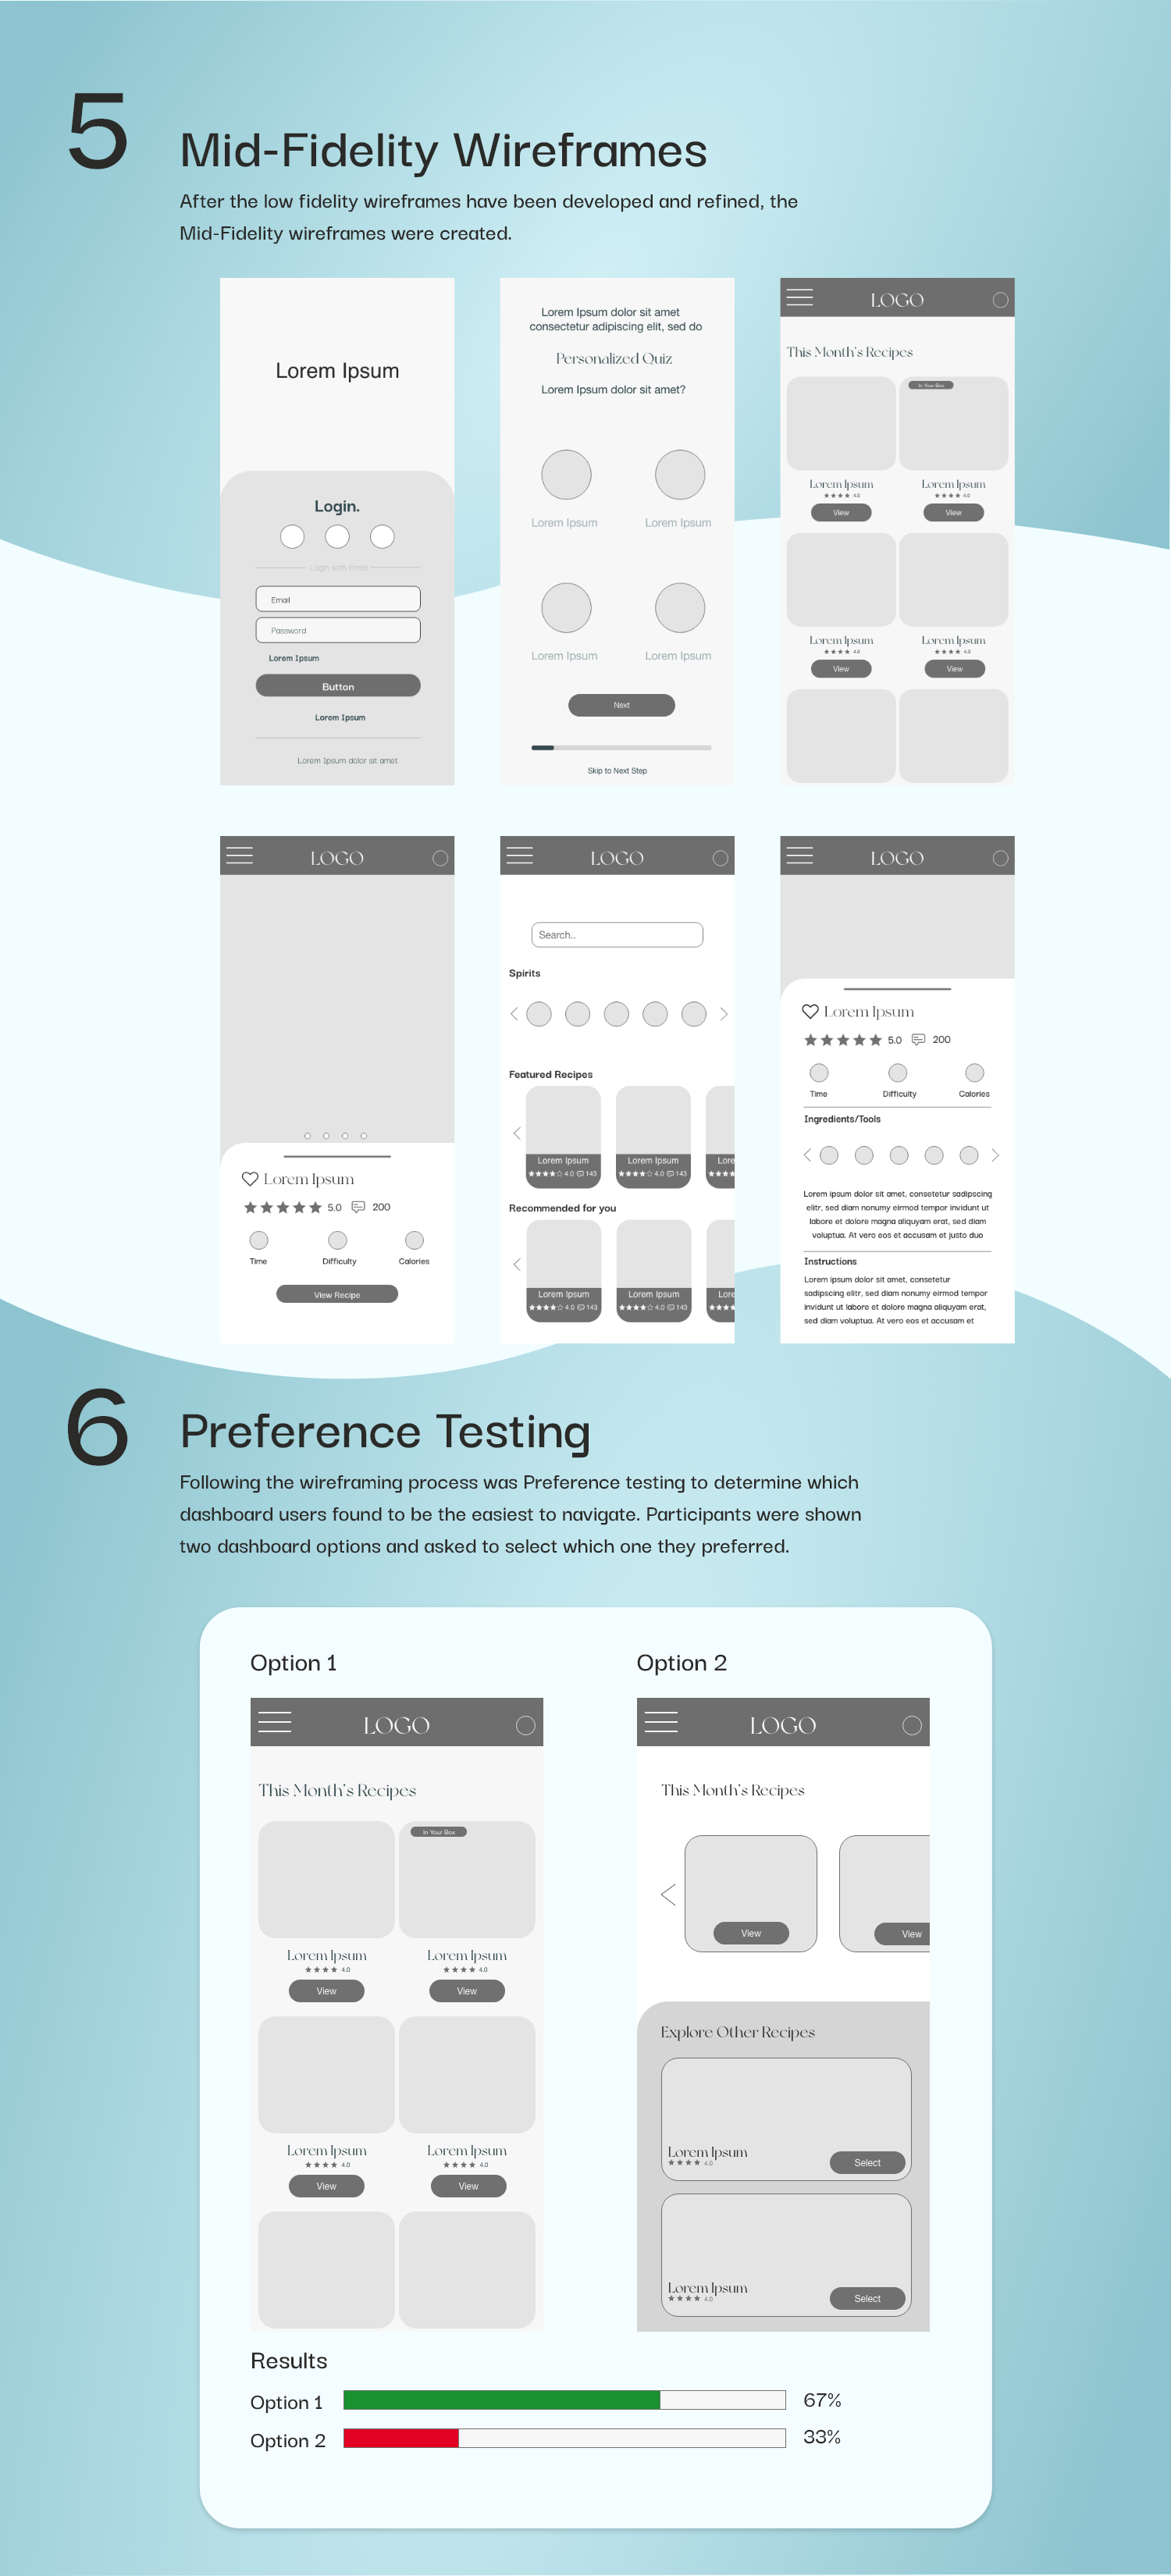 5
Mid-Fidelity Wireframes
After the low fidelity wireframes have been developed and refined, the
Mid-Fidelity wireframes were created.
Lorem Ipsum
Login.
Login with Email
Email
Password
Lorem Ipsum
Button
Lorem Ipsum
Lorem Ipsum dolor sit amet
Lorem Ipsum dolor sit amet
consectetur adipiscing elit, sed do
Personalized Quiz
Lorem Ipsum dolor sit amet?
Lorem Ipsum Lorem Ipsum
Lorem Ipsum Lorem Ipsum
Next
Skip to Next Step
LOGO
This Month's Recipes
In Your Box
Lorem Ipsum Lorem Ipsum
4.0 4.0
View View
Lorem Ipsum Lorem Ipsum
4.0 4.0
View View
LOGO
Lorem Ipsum
5.0 200
Time Difficulty Calories
View Recipe
LOGO
Search..
Spirits
Featured Recipes
Lorem Ipsum Lorem Ipsum Lore
4.0 143 4.0 143
Recommended for you
Lorem Ipsum Lorem Ipsum Lore
4.0 143 4.0 143
LOGO
Lorem Ipsum
5.0 200
Time Difficulty Calories
Ingredients/Tools
Lorem ipsum dolor sit amet, consetetur sadipscing
elitr, sed diam nonumy eirmod tempor invidunt ut
labore et dolore magna aliquyam erat, sed diam
voluptua. At vero eos et accusam et justo duo
Instructions
Lorem ipsum dolor sit amet, consetetur
sadipscing elitr, sed diam nonumy eirmod tempor
invidunt ut labore et dolore magna aliquyam erat,
sed diam voluptua. At vero eos et accusam et
6
Preference Testing
Following the wireframing process was Preference testing to determine which
dashboard users found to be the easiest to navigate. Participants were shown
two dashboard options and asked to select which one they preferred.
Option 1
LOGO
This Month's Recipes
In Your Box
Lorem Ipsum Lorem Ipsum
4.0 4.0
View View
Lorem Ipsum Lorem Ipsum
4.0 4.0
View View
Option 2
LOGO
This Month's Recipes
View View
Explore Other Recipes
Lorem Ipsum
4.0
Select
Lorem Ipsum
4.0
Select
Results
Option 1 67%
Option 2 33%